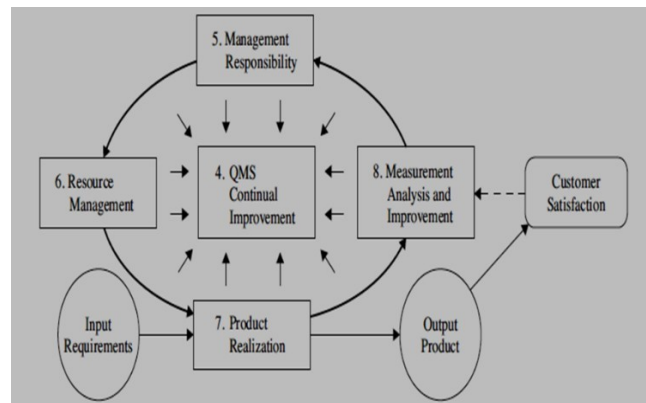 5. Management
Responsibility
6. Resource
Management
4. QMS
Continual
Improvement
8. Measurement
Analysis and
Improvement
Customer
Satisfaction
Input
Requirements
7. Product
Realization
Output
Product